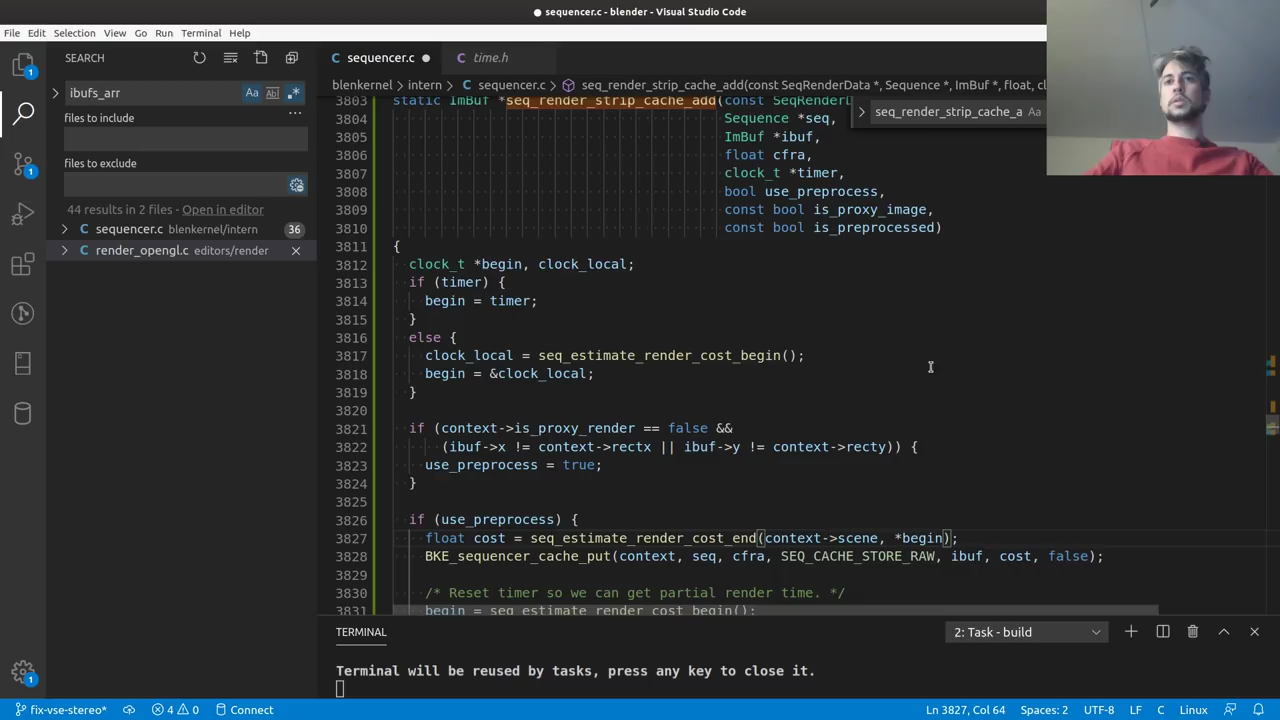 ● sequencer.c - blender - Visual Studio Code
File Edit Selection View Go Run Terminal Help
SEARCH
ibufs_arr
Aa
files to include
files to exclude
44 results in 2 files - Open in editor
sequencer.c blenkernel/intern 36
render_opengl.c editors/render
sequencer.c
time.h
blenkernel > intern > sequencer.c > seq_render_strip_cache_add(const SeqRenderData *, Sequence *, ImBuf *, float, cl
seq_render_strip_cache_a Aa
3803 static ImBuf *seq_render_strip_cache_add(const SeqRenderD
3804 Sequence *seq,
3805 ImBuf *ibuf,
3806 float cfra,
3807 clock_t *timer,
3808 bool use_preprocess,
3809 const bool is_proxy_image,
3810 const bool is_preprocessed)
3811 {
3812 clock_t *begin, clock_local;
3813 if (timer) {
3814 begin = timer;
3815 }
3816 else {
3817 clock_local = seq_estimate_render_cost_begin();
3818 begin = &clock_local;
3819 }
3820
3821 if (context->is_proxy_render == false &&
3822 (ibuf->x != context->rectx || ibuf->y != context->recty)) {
3823 use_preprocess = true;
3824 }
3825
3826 if (use_preprocess) {
3827 float cost = seq_estimate_render_cost_end(context->scene, *begin);
3828 BKE_sequencer_cache_put(context, seq, cfra, SEQ_CACHE_STORE_RAW, ibuf, cost, false);
3829
3830 /* Reset timer so we can get partial render time. */
3831 begin = seq_estimate_render_cost_begin();
TERMINAL
2: Task - build
Terminal will be reused by tasks, press any key to close it.
fix-vse-stereo* 4 0 Connect
Ln 3827, Col 64 Spaces: 2 UTF-8 LF C Linux